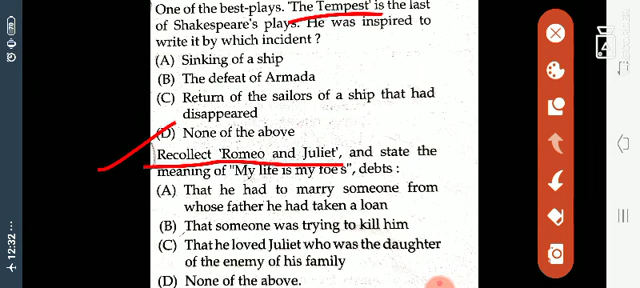 One of the best-plays. 'The Tempest' is the last
of Shakespeare's plays. He was inspired to
write it by which incident ?
(A) Sinking of a ship
(B) The defeat of Armada
(C) Return of the sailors of a ship that had
disappeared
(D) None of the above
Recollect 'Romeo and Juliet', and state the
meaning of "My life is my foe's", debts :
(A) That he had to marry someone from
whose father he had taken a loan
(B) That someone was trying to kill him
(C) That he loved Juliet who was the daughter
of the enemy of his family
(D) None of the above.
12:32 ...